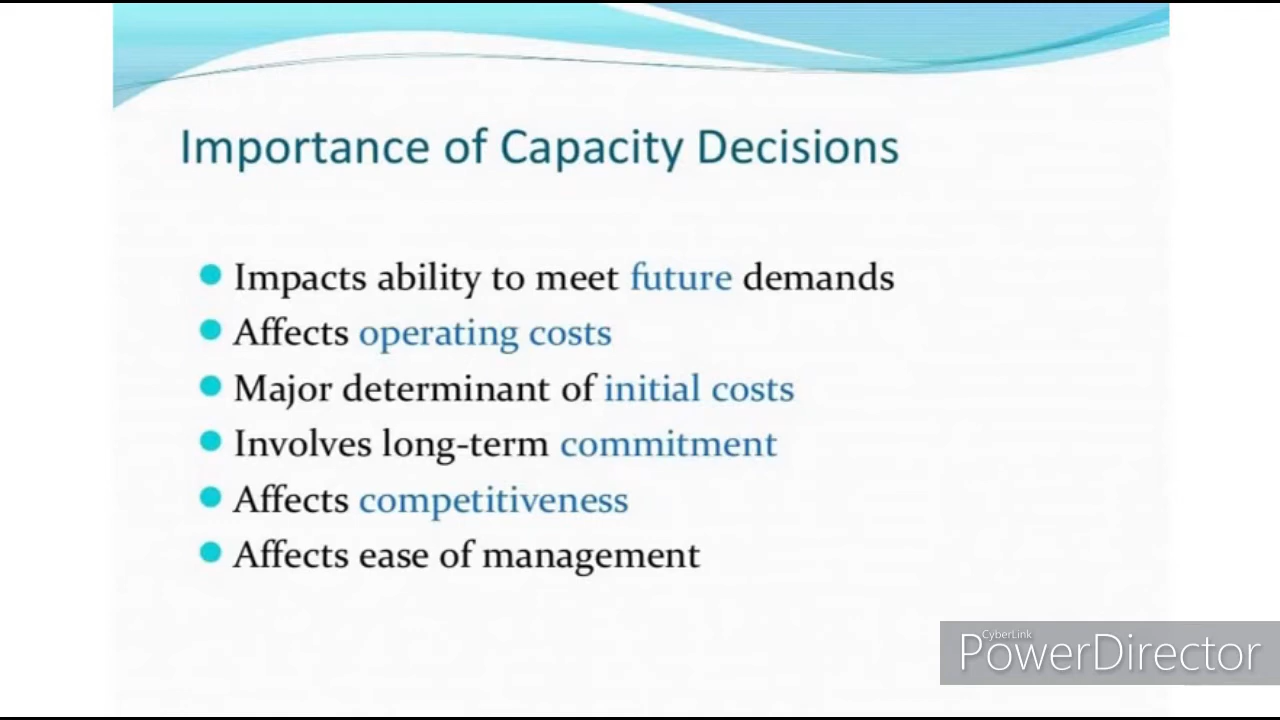 Importance of Capacity Decisions
Impacts ability to meet future demands
Affects operating costs
Major determinant of initial costs
Involves long-term commitment
Affects competitiveness
Affects ease of management
CyberLink
PowerDirector